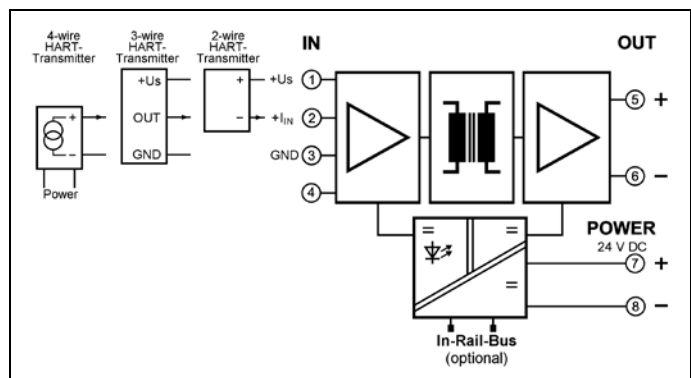 4-wire
HART-
Transmitter
3-wire
HART-
Transmitter
2-wire
HART-
Transmitter
IN
OUT
+Us
+
+Us
1
5
+
+
OUT
−
+IIN
2
−
GND
GND
3
6
−
Power
4
POWER
24 V DC
7
+
8
−
In-Rail-Bus
(optional)